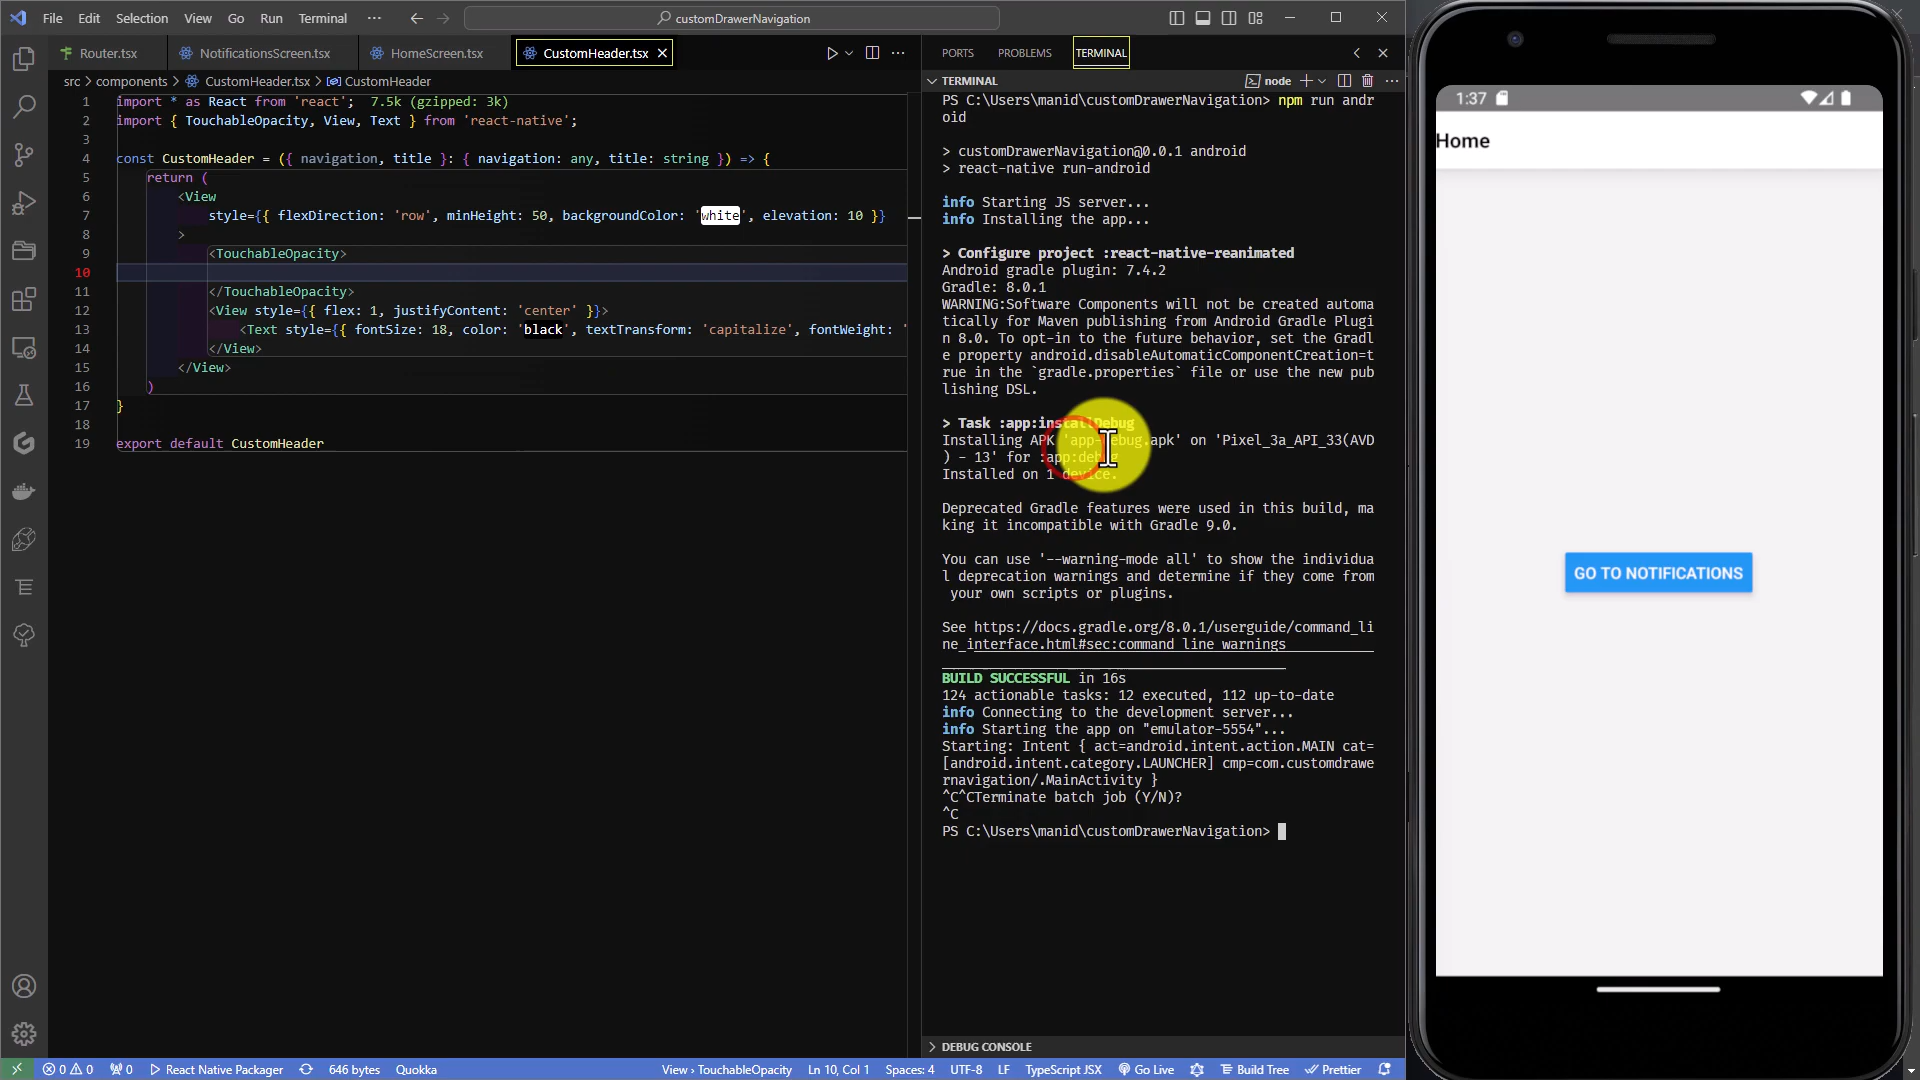 File Edit Selection View Go Run Terminal ··· customDrawerNavigation
Router.tsx NotificationsScreen.tsx HomeScreen.tsx CustomHeader.tsx
src > components > CustomHeader.tsx > CustomHeader
1 import * as React from 'react'; 7.5k (gzipped: 3k)
2 import { TouchableOpacity, View, Text } from 'react-native';
3
4 const CustomHeader = ({ navigation, title }: { navigation: any, title: string }) => {
5 return (
6 <View
7 style={{ flexDirection: 'row', minHeight: 50, backgroundColor: 'white', elevation: 10 }}
8 >
9 <TouchableOpacity>
10
11 </TouchableOpacity>
12 <View style={{ flex: 1, justifyContent: 'center' }}>
13 <Text style={{ fontSize: 18, color: 'black', textTransform: 'capitalize', fontWeight: '
14 </View>
15 </View>
16 )
17 }
18
19 export default CustomHeader
PORTS PROBLEMS TERMINAL
TERMINAL node
PS C:\Users\manid\customDrawerNavigation> npm run andr
oid
> customDrawerNavigation@0.0.1 android
> react-native run-android
info Starting JS server...
info Installing the app...
> Configure project :react-native-reanimated
Android gradle plugin: 7.4.2
Gradle: 8.0.1
WARNING:Software Components will not be created automa
tically for Maven publishing from Android Gradle Plugi
n 8.0. To opt-in to the future behavior, set the Gradl
e property android.disableAutomaticComponentCreation=t
rue in the `gradle.properties` file or use the new pub
lishing DSL.
> Task :app:installDebug
Installing APK 'app-debug.apk' on 'Pixel_3a_API_33(AVD
) - 13' for :app:debug
Installed on 1 device.
Deprecated Gradle features were used in this build, ma
king it incompatible with Gradle 9.0.
You can use '--warning-mode all' to show the individua
l deprecation warnings and determine if they come from
your own scripts or plugins.
See https://docs.gradle.org/8.0.1/userguide/command_li
ne_interface.html#sec:command_line_warnings
BUILD SUCCESSFUL in 16s
124 actionable tasks: 12 executed, 112 up-to-date
info Connecting to the development server...
info Starting the app on "emulator-5554"...
Starting: Intent { act=android.intent.action.MAIN cat=
[android.intent.category.LAUNCHER] cmp=com.customdrawe
rnavigation/.MainActivity }
^C^CTerminate batch job (Y/N)?
^C
PS C:\Users\manid\customDrawerNavigation>
DEBUG CONSOLE
0 0 0 React Native Packager 646 bytes Quokka View › TouchableOpacity Ln 10, Col 1 Spaces: 4 UTF-8 LF TypeScript JSX Go Live Build Tree Prettier
1:37
Home
GO TO NOTIFICATIONS